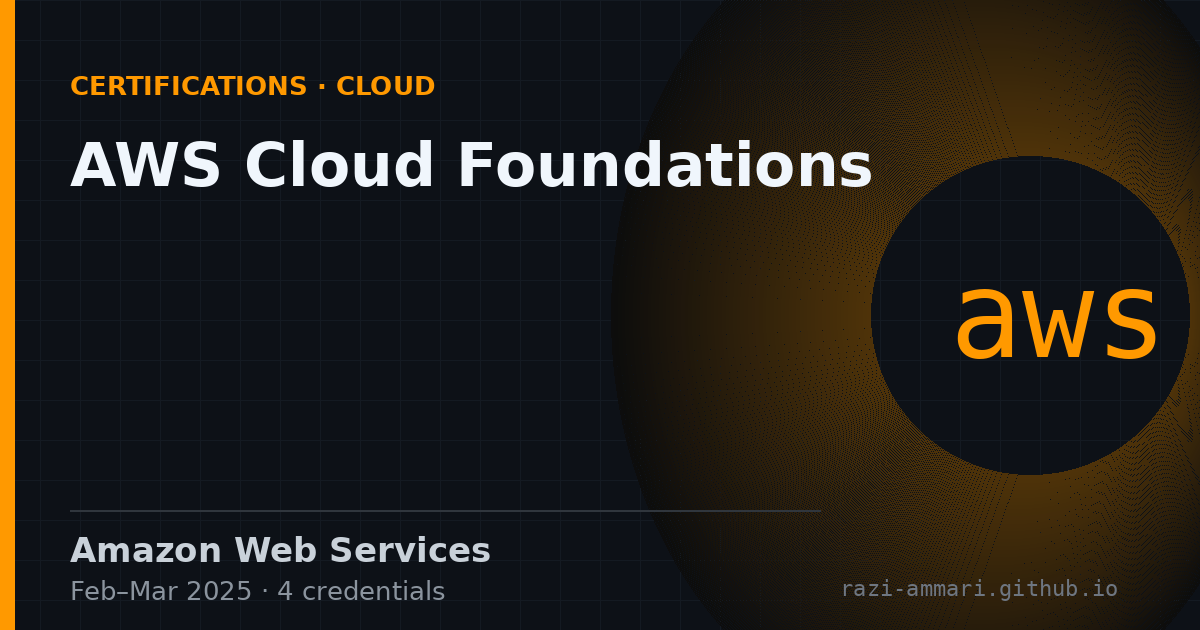 CERTIFICATIONS · CLOUD
AWS Cloud Foundations
aws
Amazon Web Services
Feb–Mar 2025 · 4 credentials
razi-ammari.github.io